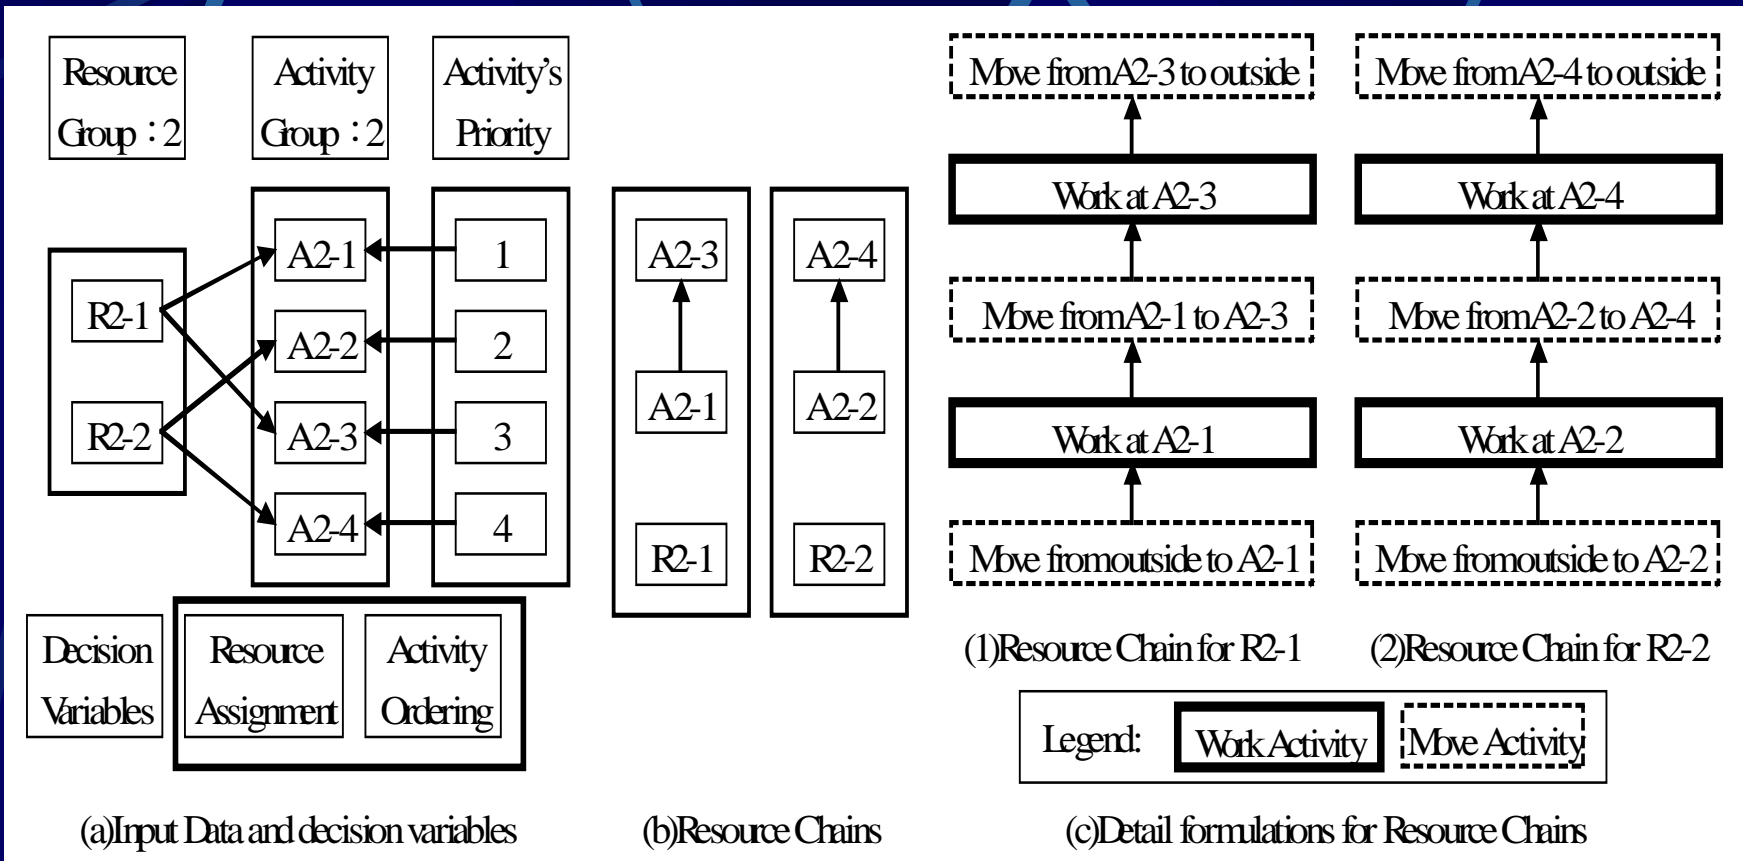 Resource
Group：2
Activity
Group：2
Activity's
Priority
R2-1
R2-2
A2-1
A2-2
A2-3
A2-4
1
2
3
4
Decision
Variables
Resource
Assignment
Activity
Ordering
(a)Input Data and decision variables
A2-3
A2-1
R2-1
A2-4
A2-2
R2-2
(b)Resource Chains
Move from A2-3 to outside
Work at A2-3
Move from A2-1 to A2-3
Work at A2-1
Move from outside to A2-1
(1)Resource Chain for R2-1
Move from A2-4 to outside
Work at A2-4
Move from A2-2 to A2-4
Work at A2-2
Move from outside to A2-2
(2)Resource Chain for R2-2
Legend:
Work Activity
Move Activity
(c)Detail formulations for Resource Chains